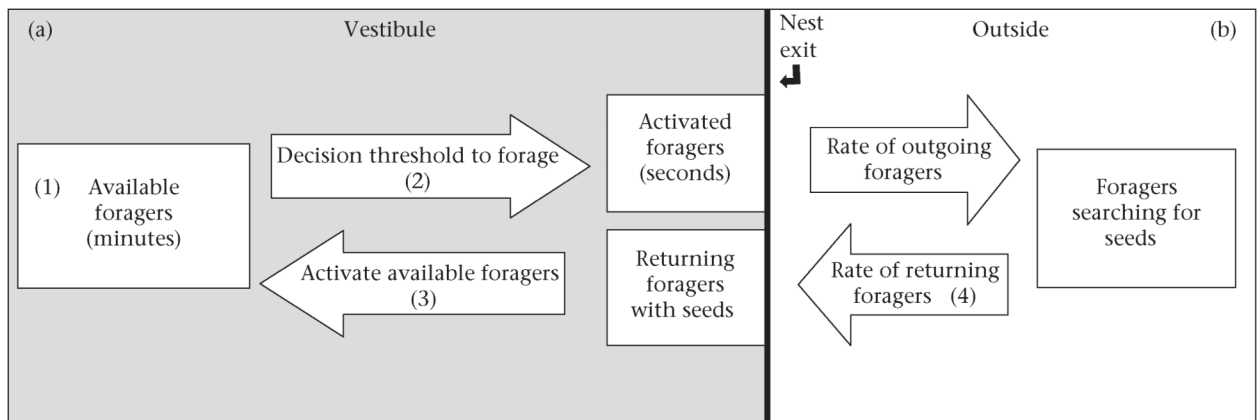 (a)
Vestibule
Nest
exit
Outside
(b)
(1) Available
foragers
(minutes)
Decision threshold to forage
(2)
Activated
foragers
(seconds)
Activate available foragers
(3)
Returning
foragers
with seeds
Rate of outgoing
foragers
Rate of returning
foragers (4)
Foragers
searching for
seeds